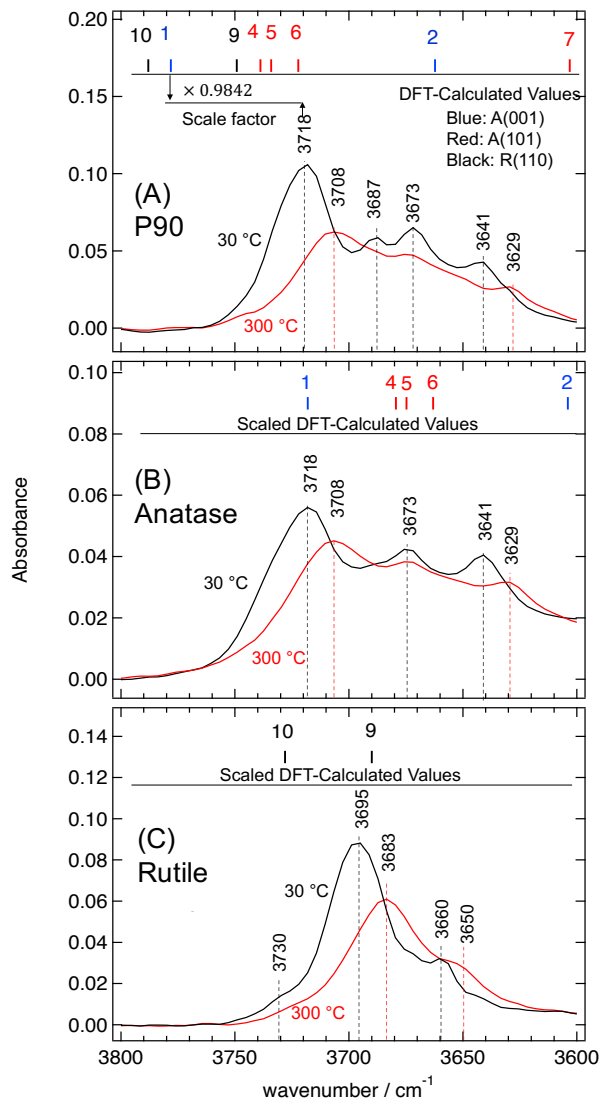 10 1 9 4 5 6 2 7
0.20
× 0.9842
DFT-Calculated Values
Scale factor
Blue: A(001)
Red: A(101)
Black: R(110)
0.15
3718
3708
3687
3673
3641
3629
(A)
P90
0.10
30 °C
0.05
300 °C
0.00
0.10
1 4 5 6 2
Scaled DFT-Calculated Values
0.08
3718
3708
3673
3641
3629
(B)
Anatase
0.06
0.04
30 °C
0.02
300 °C
0.00
Absorbance
10 9
0.14
Scaled DFT-Calculated Values
0.12
3695
3683
(C)
Rutile
0.10
0.08
30 °C
0.06
3730
3660
3650
0.04
0.02
300 °C
0.00
3800 3750 3700 3650 3600
wavenumber / cm⁻¹